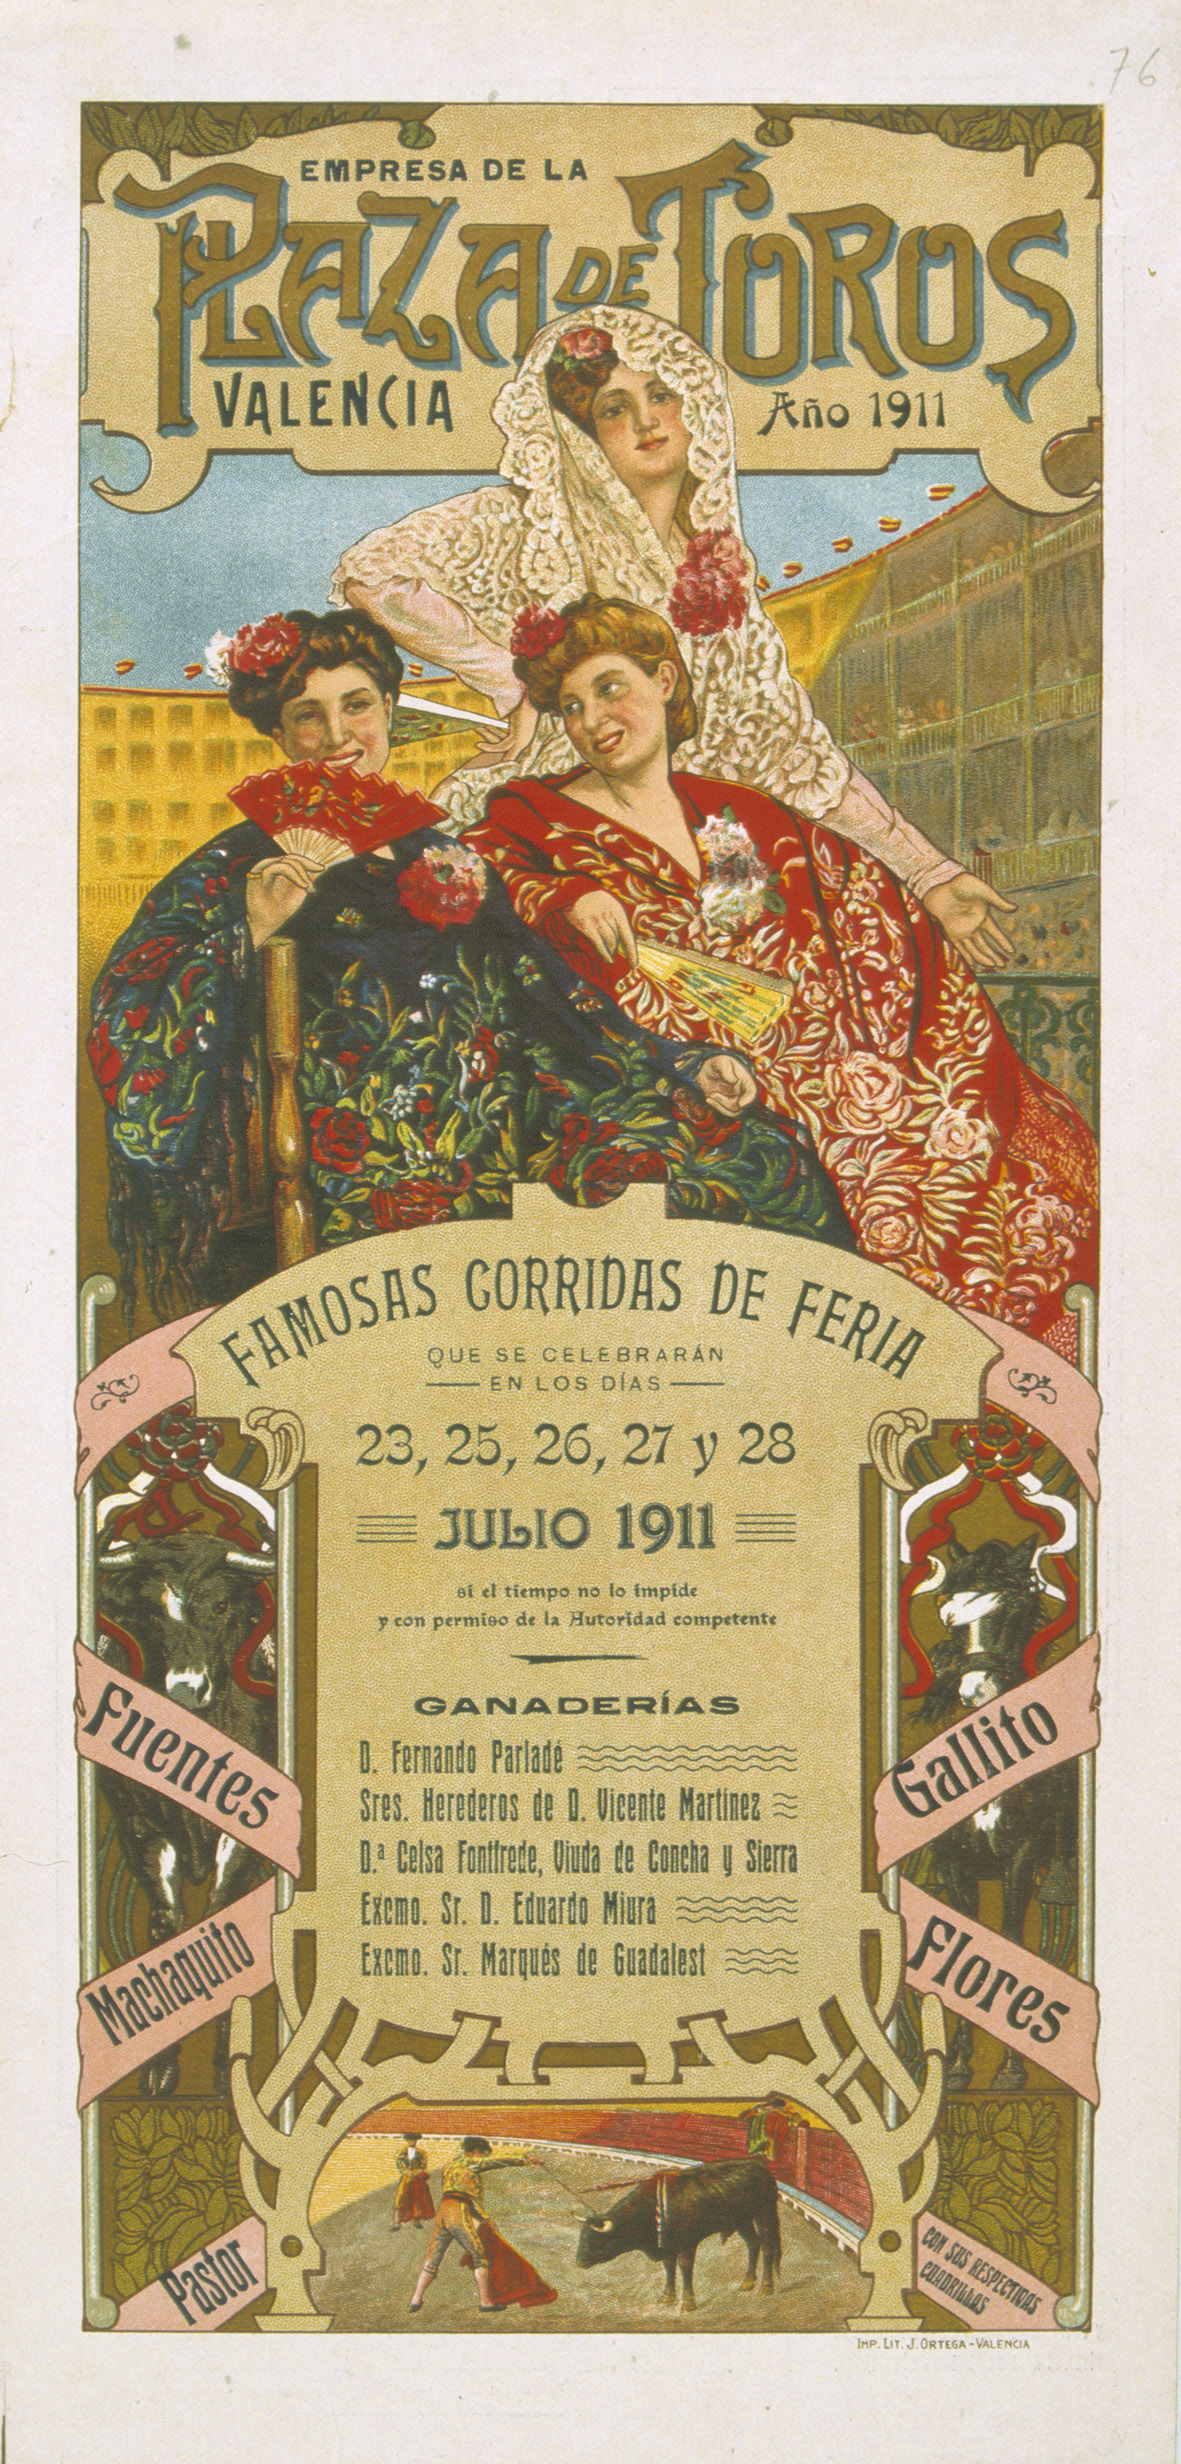 76
EMPRESA DE LA
PLAZA DE TOROS
VALENCIA
Año 1911
FAMOSAS CORRIDAS DE FERIA
QUE SE CELEBRARÁN
EN LOS DÍAS
23, 25, 26, 27 y 28
JULIO 1911
si el tiempo no lo impide
y con permiso de la Autoridad competente
GANADERÍAS
D. Fernando Parladé
Sres. Herederos de D. Vicente Martínez
D.ª Celsa Fontfrede, Viuda de Concha y Sierra
Excmo. Sr. D. Eduardo Miura
Excmo. Sr. Marqués de Guadalest
Fuentes
Machaquito
Pastor
Gallito
Flores
CON SUS RESPECTIVAS
CUADRILLAS
IMP. LIT. J. ORTEGA-VALENCIA